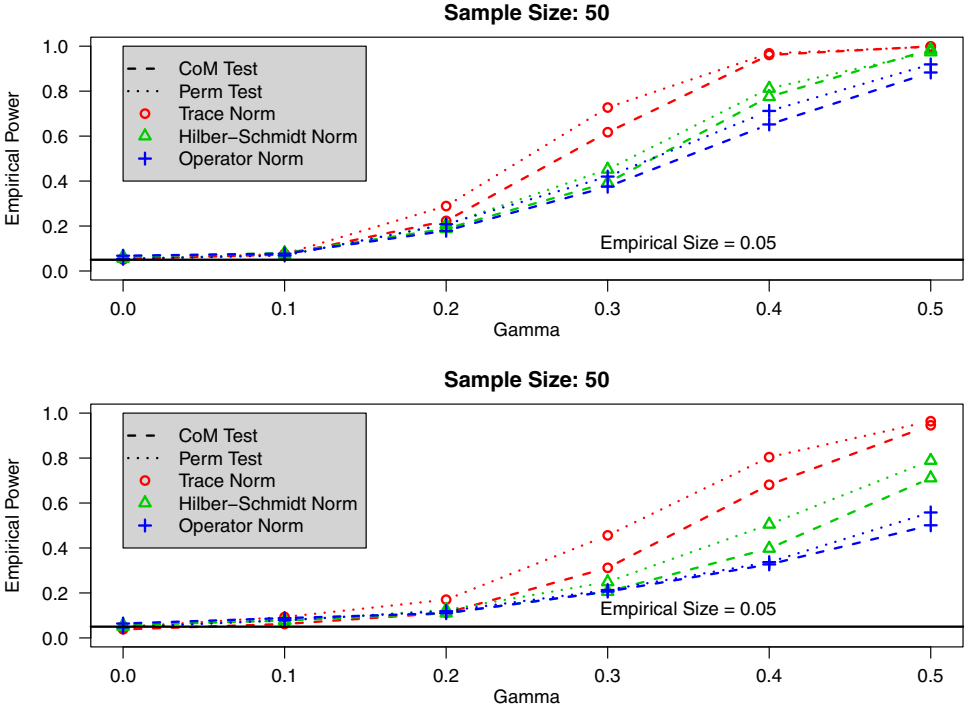 Sample Size: 50
Empirical Power
1.0
0.8
0.6
0.4
0.2
0.0
CoM Test
Perm Test
Trace Norm
Hilber−Schmidt Norm
Operator Norm
Empirical Size = 0.05
0.0 0.1 0.2 0.3 0.4 0.5
Gamma
Sample Size: 50
Empirical Power
1.0
0.8
0.6
0.4
0.2
0.0
CoM Test
Perm Test
Trace Norm
Hilber−Schmidt Norm
Operator Norm
Empirical Size = 0.05
0.0 0.1 0.2 0.3 0.4 0.5
Gamma